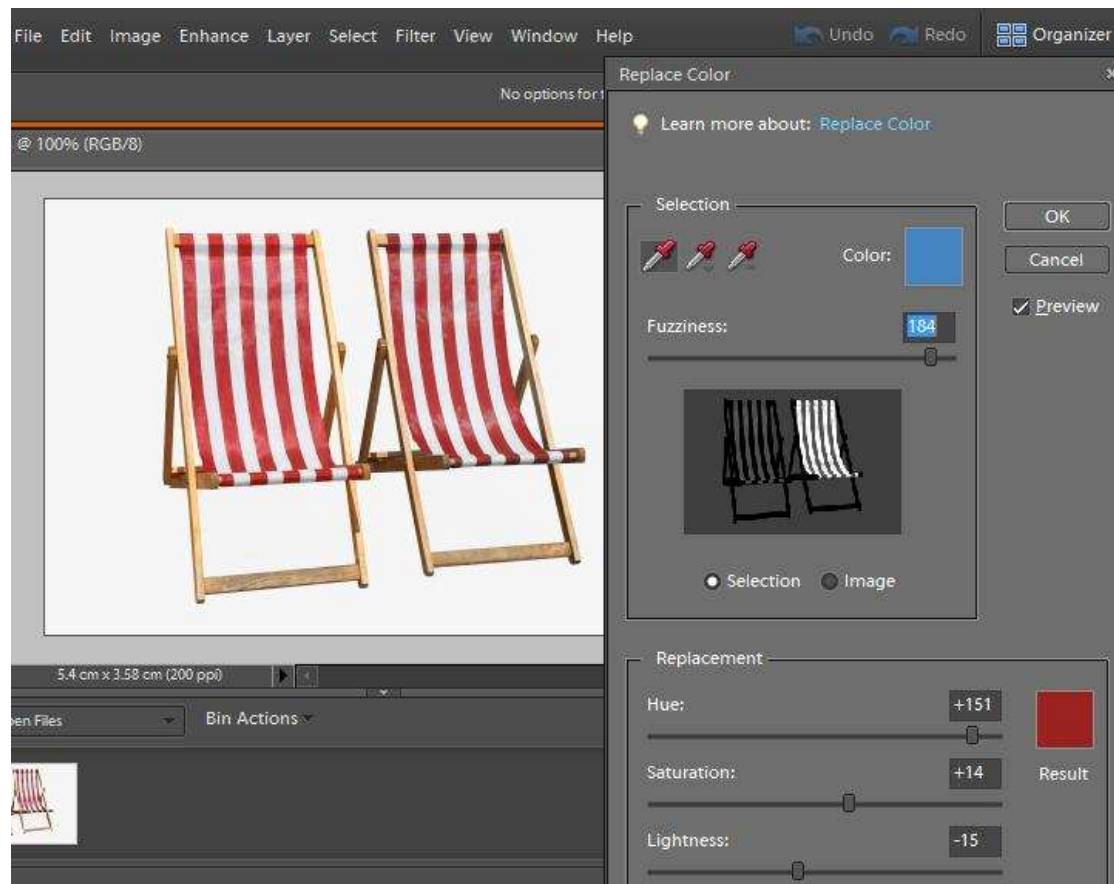 File Edit Image Enhance Layer Select Filter View Window Help Undo Redo Organizer
No options for t
Replace Color
Learn more about: Replace Color
@ 100% (RGB/8)
Selection
Color:
OK
Cancel
Preview
Fuzziness: 184
Selection Image
5.4 cm x 3.58 cm (200 ppi)
Replacement
Hue: +151
en Files
Bin Actions
Saturation: +14
Result
Lightness: -15